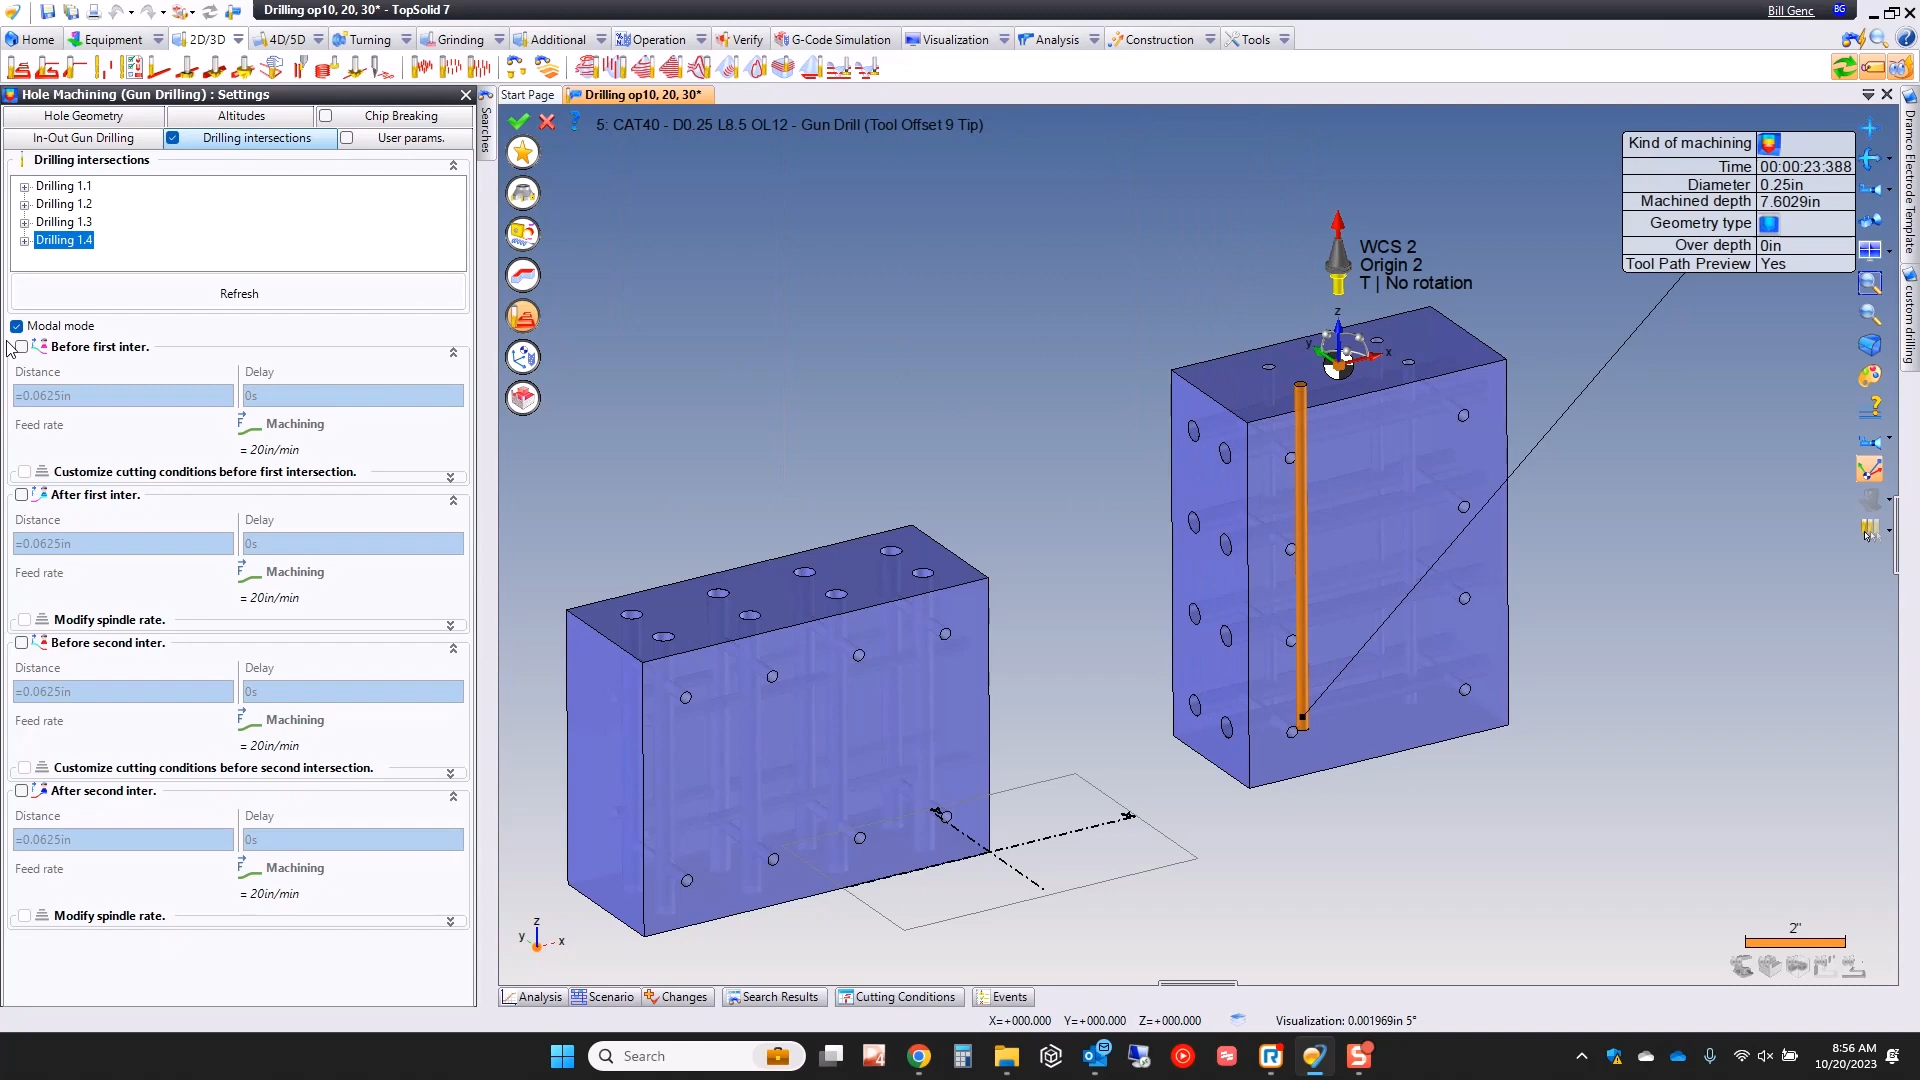 Drilling op10, 20, 30* - TopSolid 7
Bill Genc
BG
Home
Equipment
2D/3D
4D/5D
Turning
Grinding
Additional
Operation
Verify
G-Code Simulation
Visualization
Analysis
Construction
Tools
Hole Machining (Gun Drilling) : Settings
Start Page
Drilling op10, 20, 30*
Hole Geometry
Altitudes
Chip Breaking
In-Out Gun Drilling
Drilling intersections
User params.
Searches
Drilling intersections
Drilling 1.1
Drilling 1.2
Drilling 1.3
Drilling 1.4
Refresh
Modal mode
Before first inter.
Distance
Delay
=0.0625in
0s
Feed rate
Machining
= 20in/min
Customize cutting conditions before first intersection.
After first inter.
Distance
Delay
=0.0625in
0s
Feed rate
Machining
= 20in/min
Modify spindle rate.
Before second inter.
Distance
Delay
=0.0625in
0s
Feed rate
Machining
= 20in/min
Customize cutting conditions before second intersection.
After second inter.
Distance
Delay
=0.0625in
0s
Feed rate
Machining
= 20in/min
Modify spindle rate.
5: CAT40 - D0.25 L8.5 OL12 - Gun Drill (Tool Offset 9 Tip)
Kind of machining
Time 00:00:23:388
Diameter 0.25in
Machined depth 7.6029in
Geometry type
Over depth 0in
Tool Path Preview Yes
WCS 2
Origin 2
T | No rotation
z
y
x
z
y
x
2"
Dramco Electrode Template
custom drilling
Analysis
Scenario
Changes
Search Results
Cutting Conditions
Events
X=+000.000 Y=+000.000 Z=+000.000
Visualization: 0.001969in 5°
Search
8:56 AM
10/20/2023